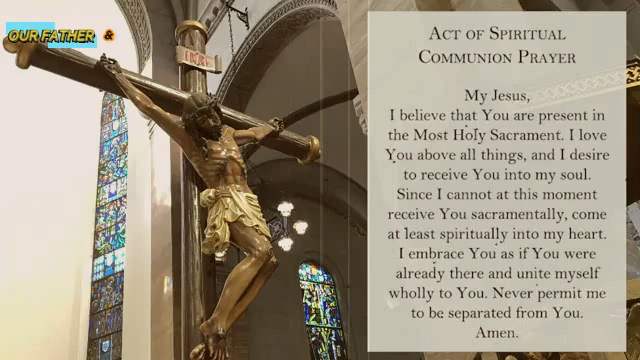 OUR FATHER &
INRI
ACT OF SPIRITUAL
COMMUNION PRAYER
My Jesus,
I believe that You are present in
the Most Holy Sacrament. I love
You above all things, and I desire
to receive You into my soul.
Since I cannot at this moment
receive You sacramentally, come
at least spiritually into my heart.
I embrace You as if You were
already there and unite myself
wholly to You. Never permit me
to be separated from You.
Amen.